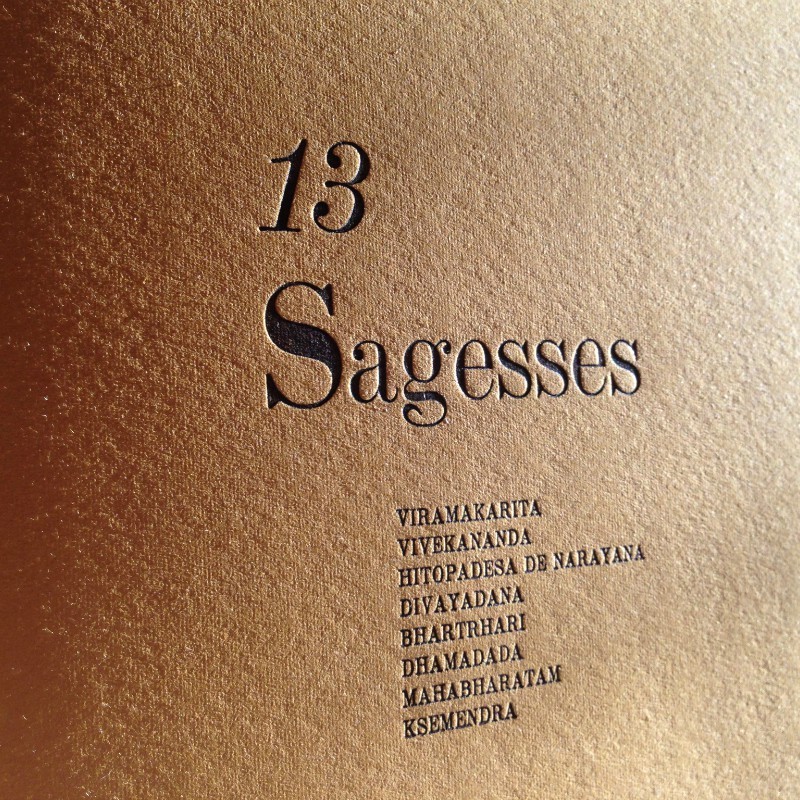 13
Sagesses
VIRAMAKARITA
VIVEKANANDA
HITOPADESA DE NARAYANA
DIVAYADANA
BHARTRHARI
DHAMADADA
MAHABHARATAM
KSEMENDRA